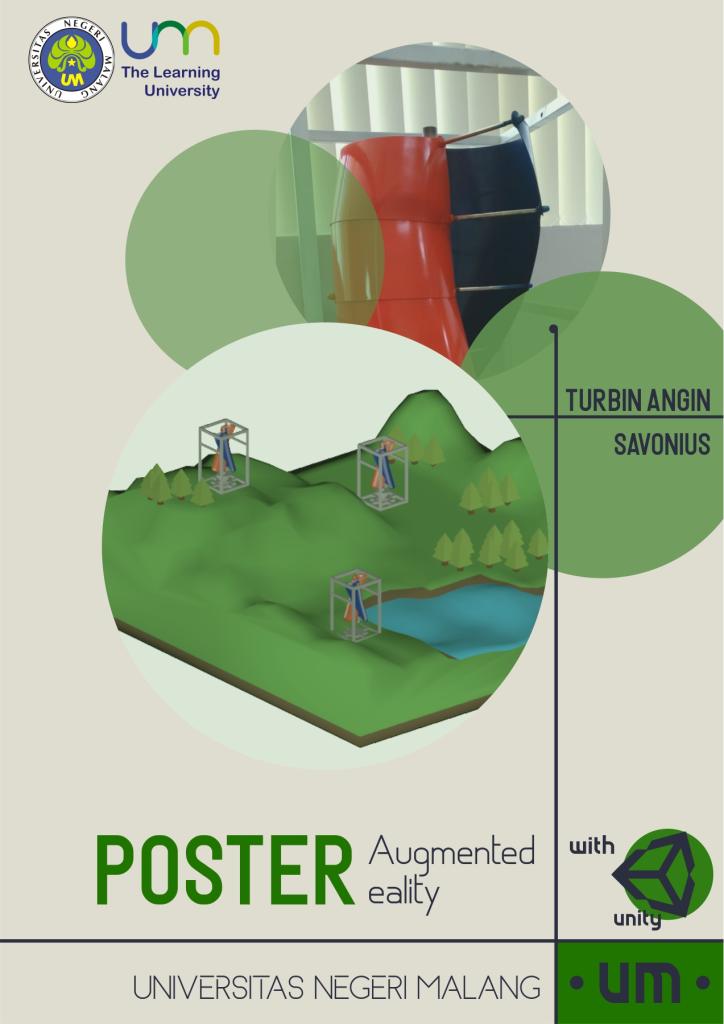 UNIVERSITAS NEGERI MALANG
UM
um
The Learning
University
TURBIN ANGIN
SAVONIUS
POSTER
Augmented
eality
with
unity
UNIVERSITAS NEGERI MALANG
• um •